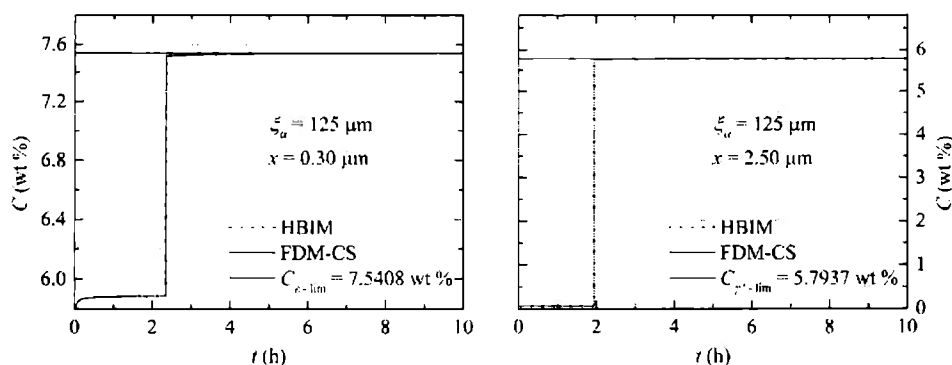 7.6
7.2
6.8
6.4
6.0
C (wt %)
ξα = 125 μm
x = 0.30 μm
HBIM
FDM-CS
Cε-lim = 7.5408 wt %
0 2 4 6 8 10
t (h)
ξα = 125 μm
x = 2.50 μm
HBIM
FDM-CS
= 5.7937 wt %
6
5
4
3
2
1
0
C (wt %)
0 2 4 6 8 10
t (h)